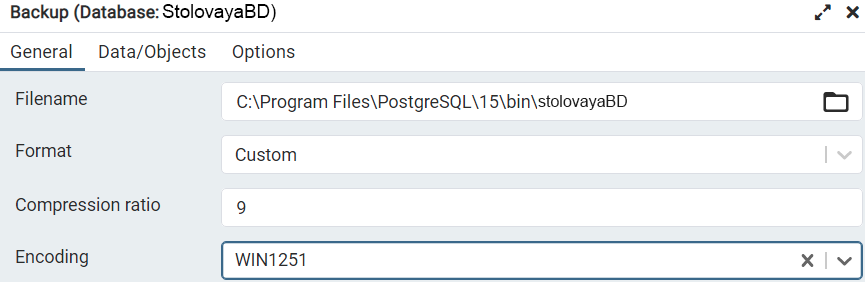 Backup (Database: StolovayaBD)
General Data/Objects Options
Filename C:\Program Files\PostgreSQL\15\bin\stolovayaBD
Format Custom
Compression ratio 9
Encoding WIN1251